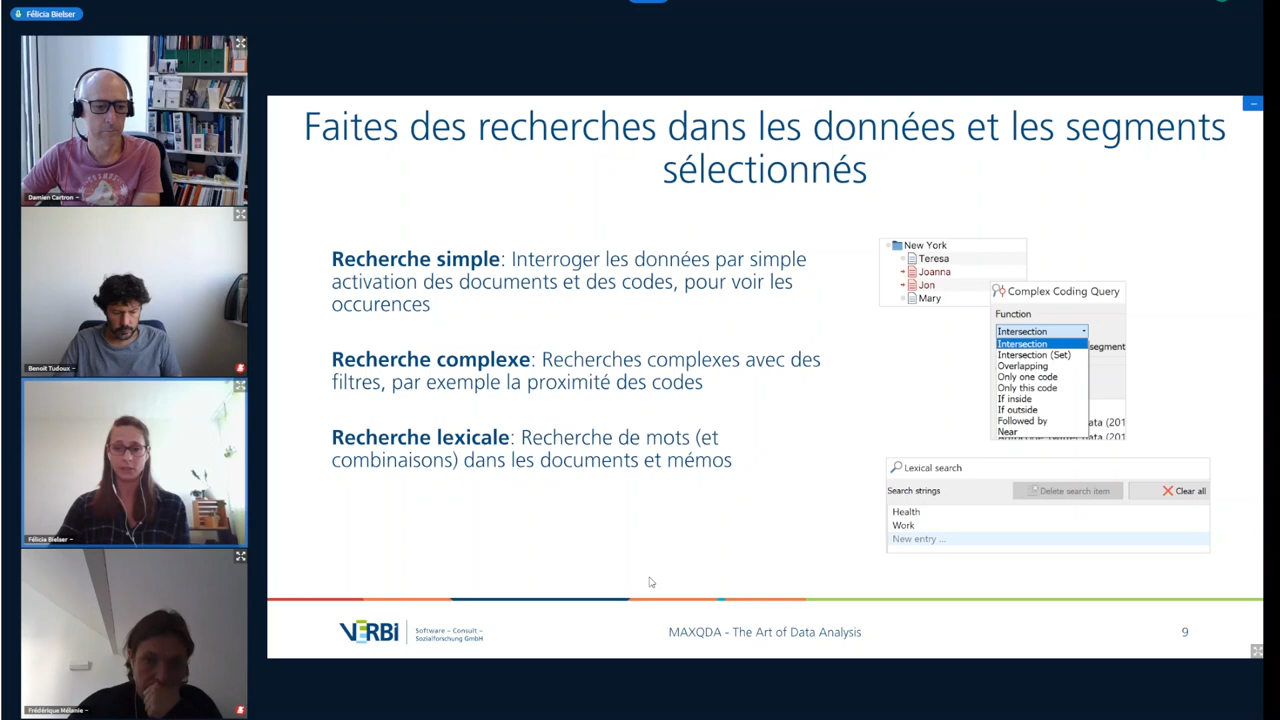 Félicia Bielser
Damien Cartron
Benoît Tudoux
Félicia Bielser
Frédérique Mélanie
Faites des recherches dans les données et les segments
sélectionnés
Recherche simple: Interroger les données par simple
activation des documents et des codes, pour voir les
occurences
Recherche complexe: Recherches complexes avec des
filtres, par exemple la proximité des codes
Recherche lexicale: Recherche de mots (et
combinaisons) dans les documents et mémos
New York
Teresa
Joanna
Jon
Mary
Complex Coding Query
Function
Intersection
Intersection
segment
Intersection (Set)
Overlapping
Only one code
Only this code
If inside
If outside
Followed by
Near
Lexical search
Search strings
Delete search item
Clear all
Health
Work
New entry ...
VERBI
Software – Consult –
Sozialforschung GmbH
MAXQDA - The Art of Data Analysis
9